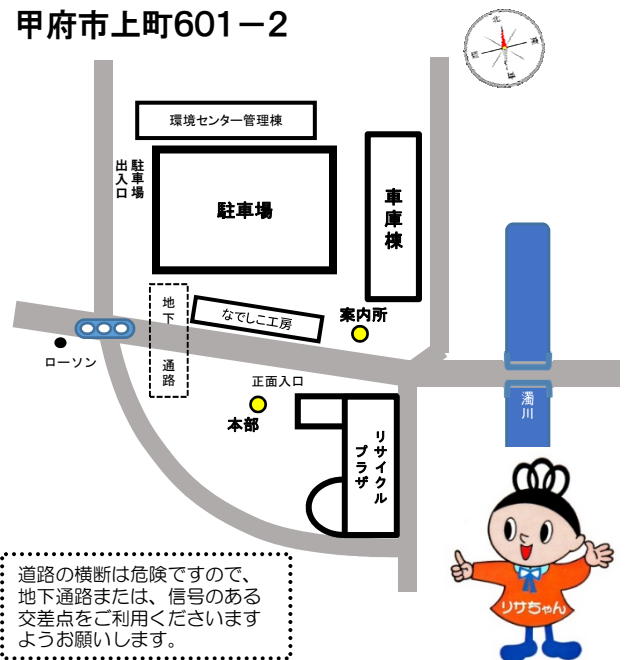 甲府市上町601－2
北
東
南
西
環境センター管理棟
駐車場
出入口
駐車場
車庫棟
地下 通路
なでしこ工房
案内所
ローソン
正面入口
本部
リサイクル
プラザ
濁川
道路の横断は危険ですので、
地下通路または、信号のある
交差点をご利用くださいます
ようお願いします。
リサちゃん